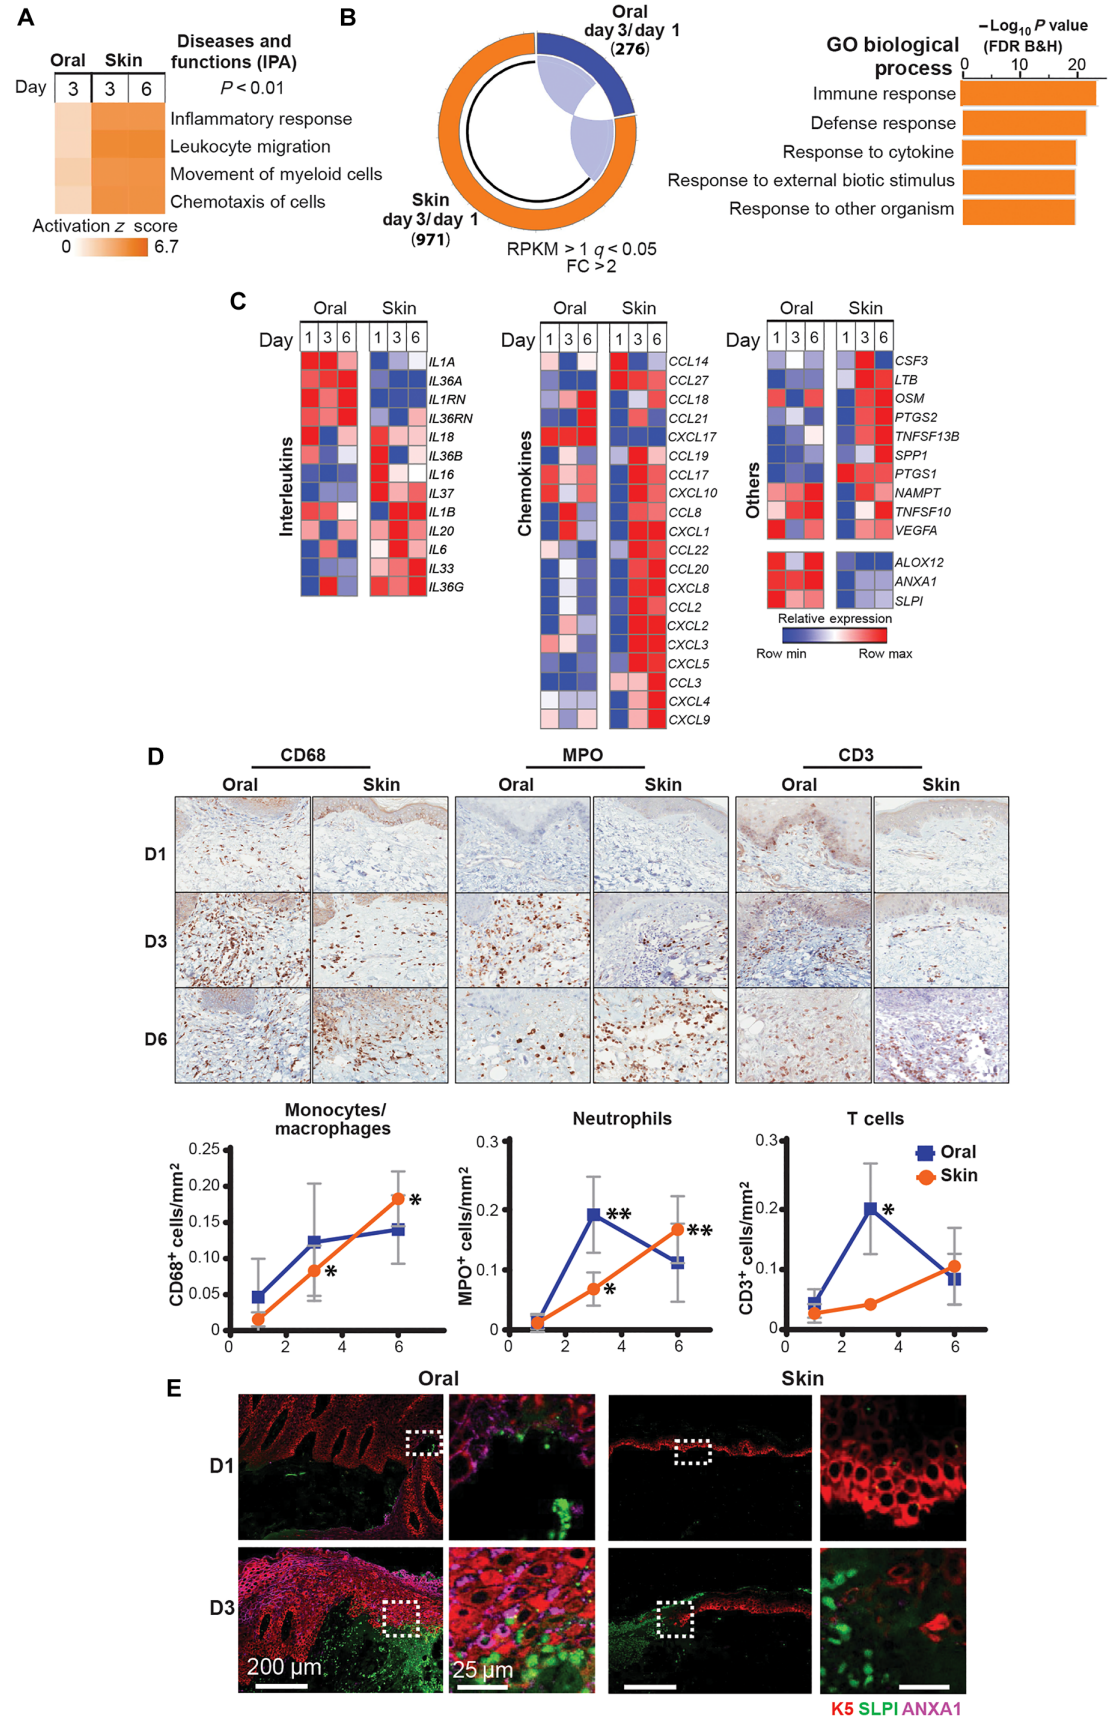 A
Oral Skin
Day 3 3 6
Diseases and
functions (IPA)
P < 0.01
Inflammatory response
Leukocyte migration
Movement of myeloid cells
Chemotaxis of cells
Activation z score
0 6.7
B
Oral
day 3/day 1
(276)
Skin
day 3/day 1
(971)
RPKM > 1 q < 0.05
FC > 2
GO biological
process
−Log10 P value
(FDR B&H)
0 10 20
Immune response
Defense response
Response to cytokine
Response to external biotic stimulus
Response to other organism
C
Oral Skin
Day 1 3 6 1 3 6
Interleukins
IL1A
IL36A
IL1RN
IL36RN
IL18
IL36B
IL16
IL37
IL1B
IL20
IL6
IL33
IL36G
Oral Skin
Day 1 3 6 1 3 6
Chemokines
CCL14
CCL27
CCL18
CCL21
CXCL17
CCL19
CCL17
CXCL10
CCL8
CXCL1
CCL22
CCL20
CXCL8
CCL2
CXCL2
CXCL3
CXCL5
CCL3
CXCL4
CXCL9
Oral Skin
Day 1 3 6 1 3 6
Others
CSF3
LTB
OSM
PTGS2
TNFSF13B
SPP1
PTGS1
NAMPT
TNFSF10
VEGFA
ALOX12
ANXA1
SLPI
Relative expression
Row min Row max
D
CD68 MPO CD3
Oral Skin Oral Skin Oral Skin
D1
D3
D6
Monocytes/
macrophages
CD68+ cells/mm2
0.25
0.20
0.15
0.10
0.05
0
0 2 4 6
* *
Neutrophils
MPO+ cells/mm2
0.3
0.2
0.1
0
0 2 4 6
** ** *
T cells
CD3+ cells/mm2
0.3
0.2
0.1
0
0 2 4 6
*
Oral
Skin
E
Oral Skin
D1
D3
200 μm 25 μm
K5 SLPI ANXA1